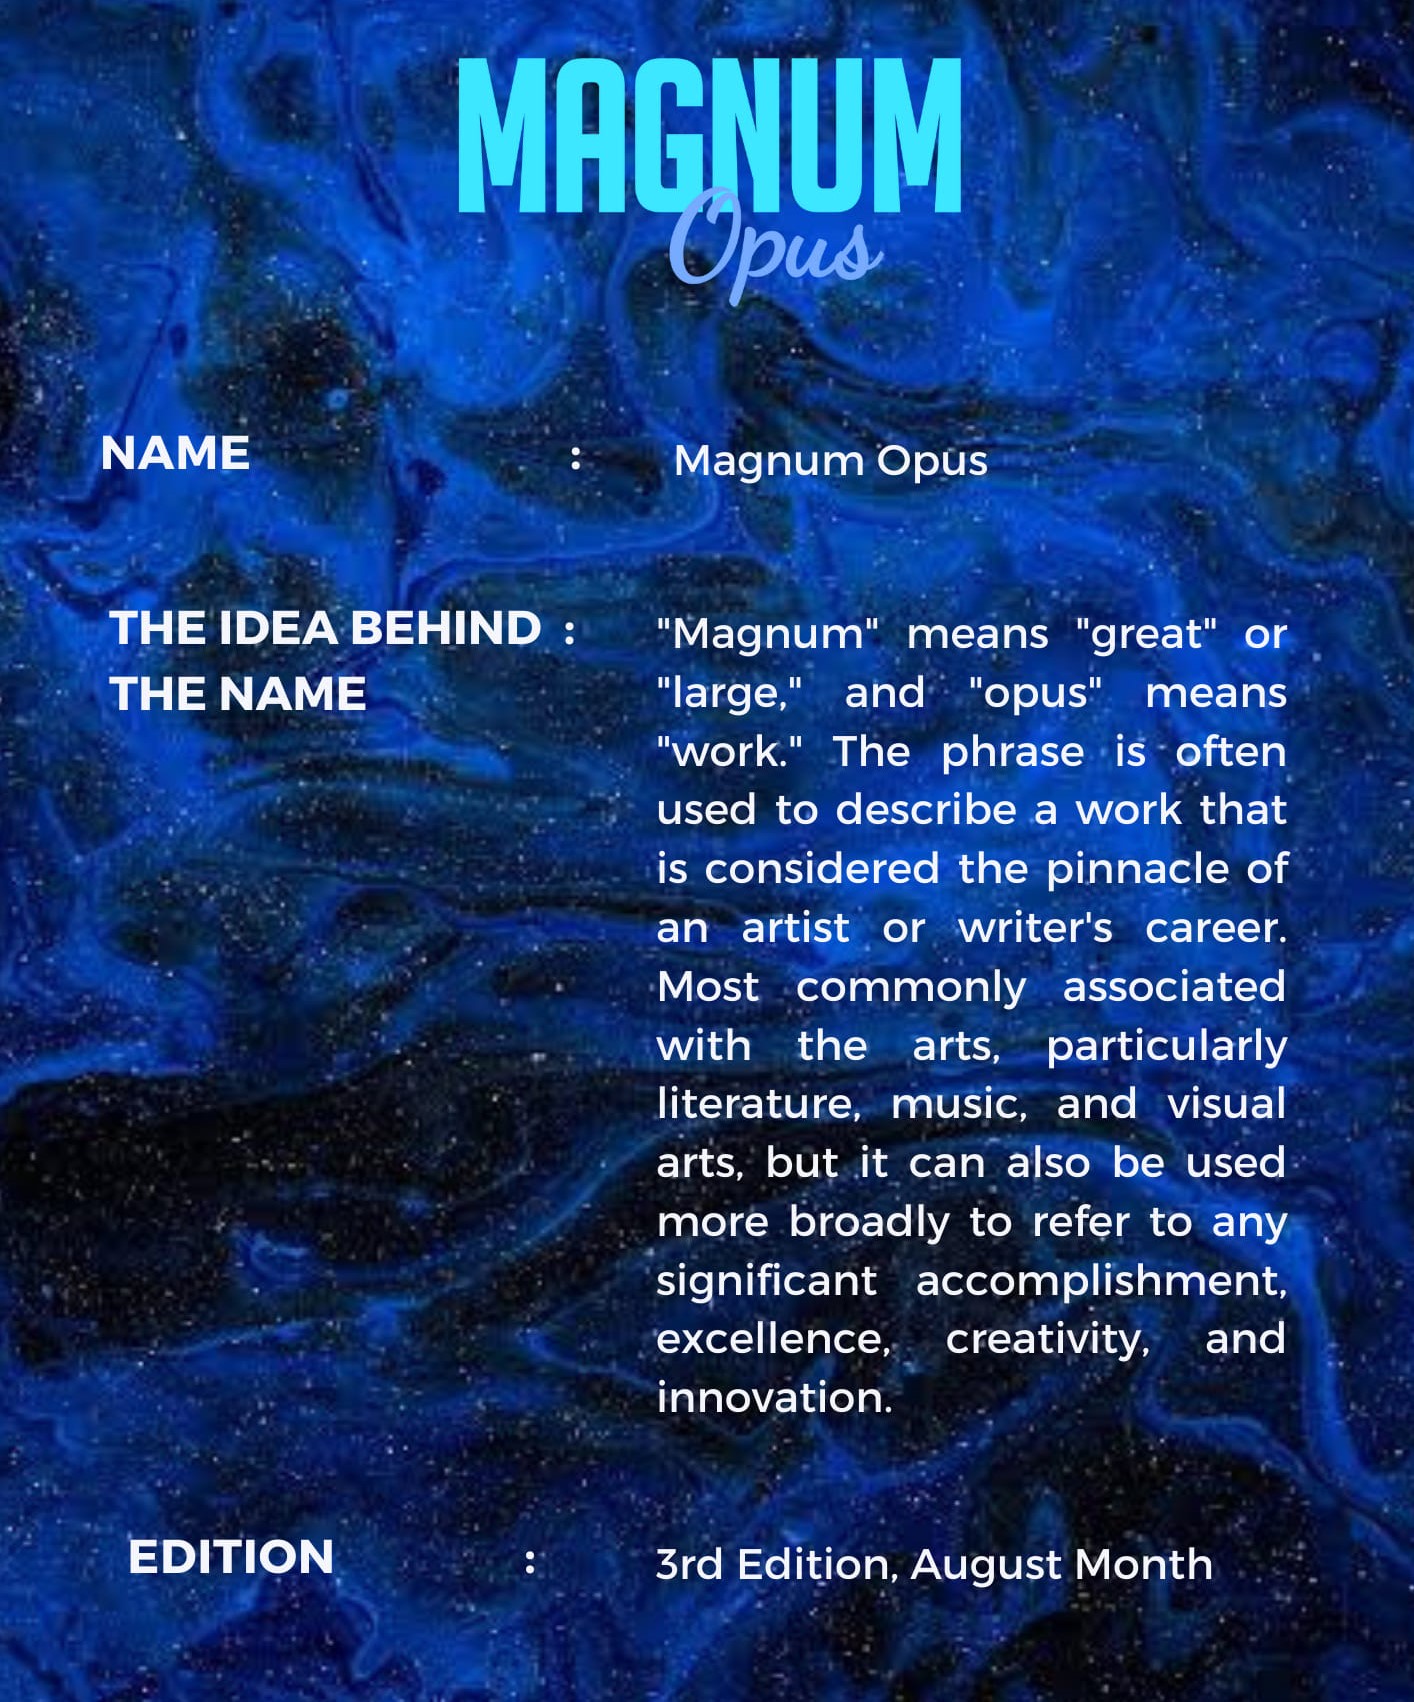 MAGNUM
Opus
NAME : Magnum Opus
THE IDEA BEHIND :
THE NAME
"Magnum" means "great" or
"large," and "opus" means
"work." The phrase is often
used to describe a work that
is considered the pinnacle of
an artist or writer's career.
Most commonly associated
with the arts, particularly
literature, music, and visual
arts, but it can also be used
more broadly to refer to any
significant accomplishment,
excellence, creativity, and
innovation.
EDITION : 3rd Edition, August Month